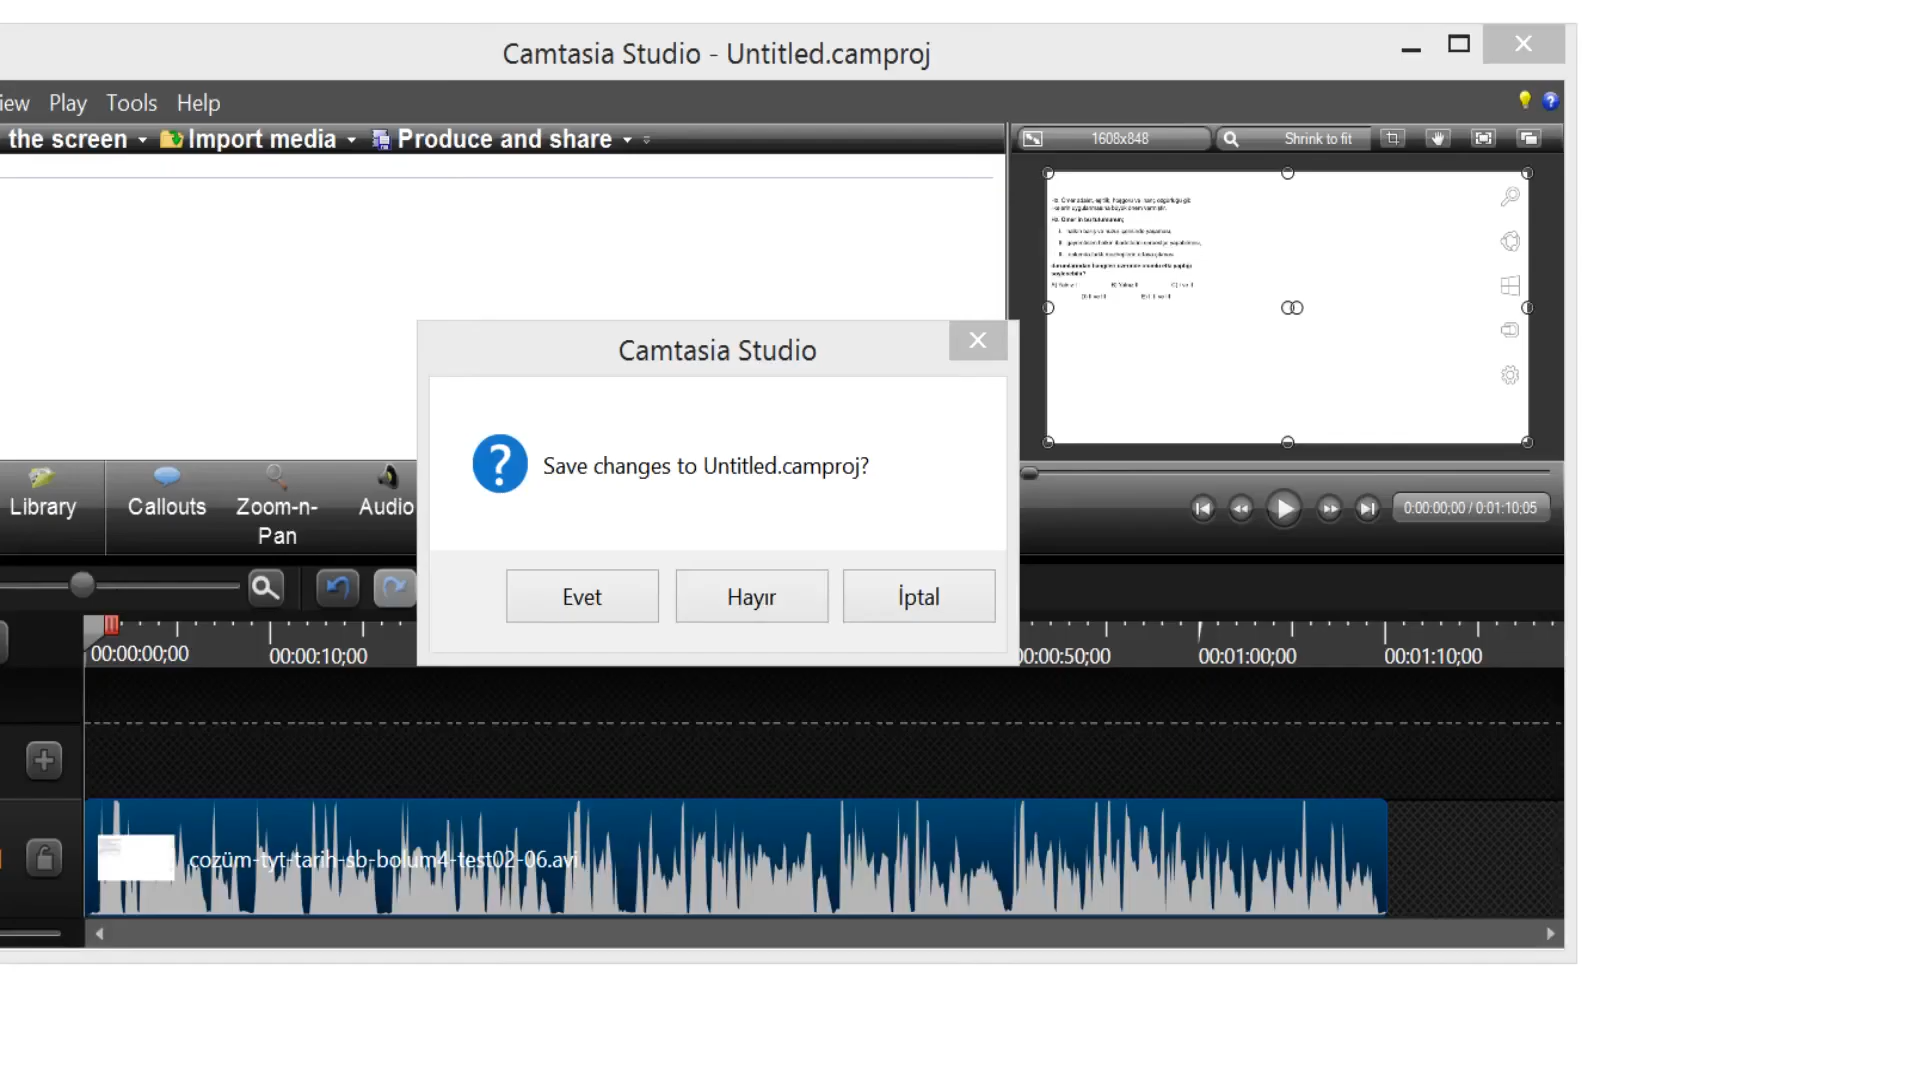 Camtasia Studio - Untitled.camproj
iew Play Tools Help
the screen Import media Produce and share
1608x848 Shrink to fit
Camtasia Studio
Save changes to Untitled.camproj?
Evet Hayır İptal
Library Callouts Zoom-n-Pan Audio
0:00:00;00 / 0:01:10;05
00:00:00;00 00:00:10;00 00:00:50;00 00:01:00;00 00:01:10;00
çozüm-tyt-tarih-sb-bolum4-test02-06.avi